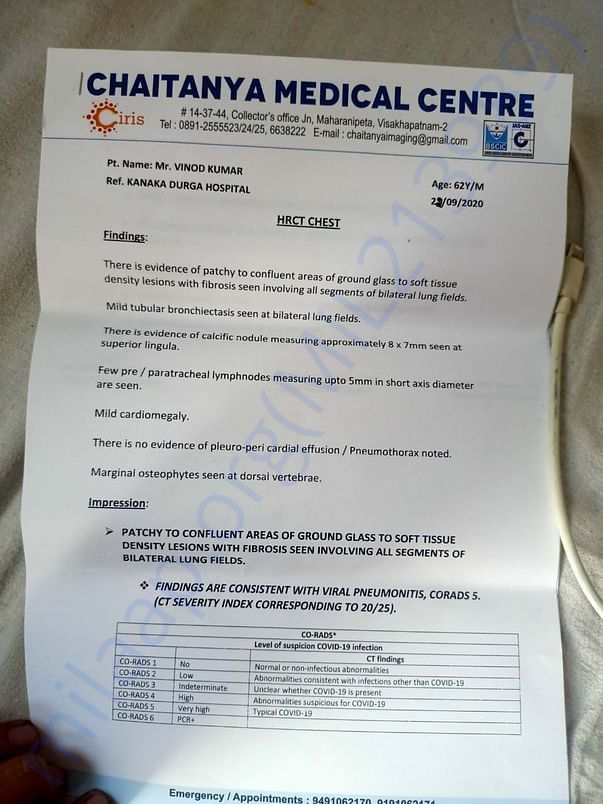 CHAITANYA MEDICAL CENTRE
Ciris
# 14-37-44, Collector's office Jn, Maharanipeta, Visakhapatnam-2
Tel : 0891-2555523/24/25, 6638222 E-mail : chaitanyaimaging@gmail.com
BSCIC
JAS-ANZ
Pt. Name: Mr. VINOD KUMAR
Age: 62Y/M
Ref. KANAKA DURGA HOSPITAL
/09/2020
HRCT CHEST
Findings:
There is evidence of patchy to confluent areas of ground glass to soft tissue
density lesions with fibrosis seen involving all segments of bilateral lung fields.
Mild tubular bronchiectasis seen at bilateral lung fields.
There is evidence of calcific nodule measuring approximately 8 x 7mm seen at
superior lingula.
Few pre / paratracheal lymphnodes measuring upto 5mm in short axis diameter
are seen.
Mild cardiomegaly.
There is no evidence of pleuro-peri cardial effusion / Pneumothorax noted.
Marginal osteophytes seen at dorsal vertebrae.
Impression:
➢ PATCHY TO CONFLUENT AREAS OF GROUND GLASS TO SOFT TISSUE
DENSITY LESIONS WITH FIBROSIS SEEN INVOLVING ALL SEGMENTS OF
BILATERAL LUNG FIELDS.
❖ FINDINGS ARE CONSISTENT WITH VIRAL PNEUMONITIS, CORADS 5.
(CT SEVERITY INDEX CORRESPONDING TO 20/25).
CO-RADS*
Level of suspicion COVID-19 infection
CT findings
CO-RADS 1 No Normal or non-infectious abnormalities
CO-RADS 2 Low Abnormalities consistent with infections other than COVID-19
CO-RADS 3 Indeterminate Unclear whether COVID-19 is present
CO-RADS 4 High Abnormalities suspicious for COVID-19
CO-RADS 5 Very high Typical COVID-19
CO-RADS 6 PCR+
Emergency / Appointments : 9491062170, 9191062171